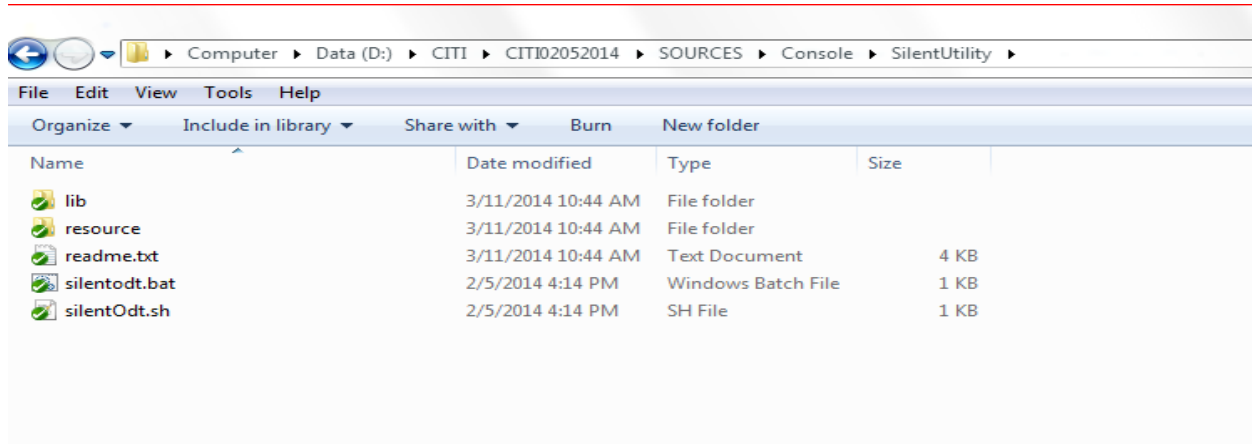 Computer Data (D:) CITI CITI02052014 SOURCES Console SilentUtility
File Edit View Tools Help
Organize Include in library Share with Burn New folder
Name Date modified Type Size
lib 3/11/2014 10:44 AM File folder
resource 3/11/2014 10:44 AM File folder
readme.txt 3/11/2014 10:44 AM Text Document 4 KB
silentodt.bat 2/5/2014 4:14 PM Windows Batch File 1 KB
silentOdt.sh 2/5/2014 4:14 PM SH File 1 KB